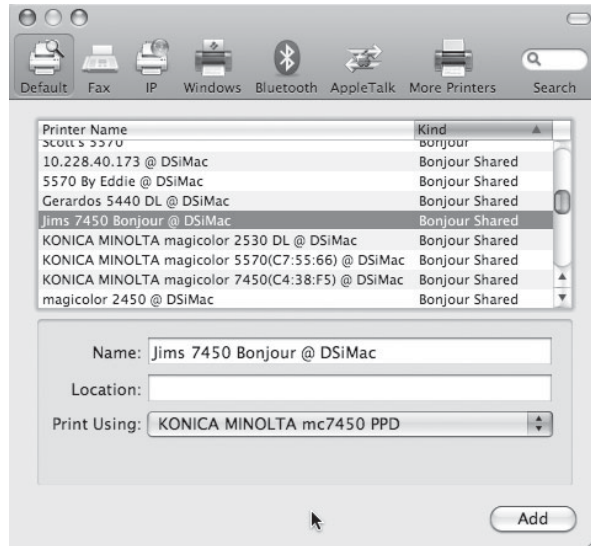 Default Fax IP Windows Bluetooth AppleTalk More Printers Search
Printer Name Kind
Scott's 5570 Bonjour
10.228.40.173 @ DSiMac Bonjour Shared
5570 By Eddie @ DSiMac Bonjour Shared
Gerardos 5440 DL @ DSiMac Bonjour Shared
Jims 7450 Bonjour @ DSiMac Bonjour Shared
KONICA MINOLTA magicolor 2530 DL @ DSiMac Bonjour Shared
KONICA MINOLTA magicolor 5570(C7:55:66) @ DSiMac Bonjour Shared
KONICA MINOLTA magicolor 7450(C4:38:F5) @ DSiMac Bonjour Shared
magicolor 2450 @ DSiMac Bonjour Shared
Name: Jims 7450 Bonjour @ DSiMac
Location:
Print Using: KONICA MINOLTA mc7450 PPD
Add